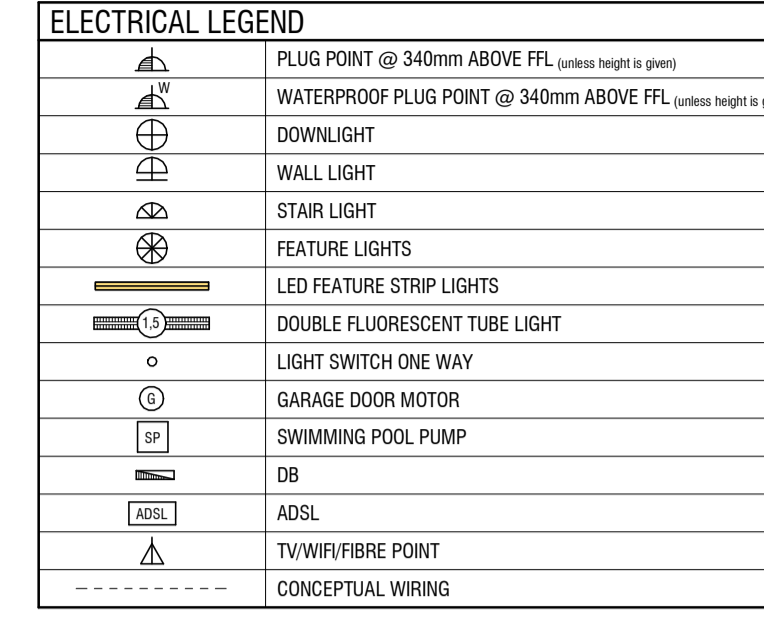 ELECTRICAL LEGEND
PLUG POINT @ 340mm ABOVE FFL (unless height is given)
W WATERPROOF PLUG POINT @ 340mm ABOVE FFL (unless height is
DOWNLIGHT
WALL LIGHT
STAIR LIGHT
FEATURE LIGHTS
LED FEATURE STRIP LIGHTS
1,5 DOUBLE FLUORESCENT TUBE LIGHT
LIGHT SWITCH ONE WAY
G GARAGE DOOR MOTOR
SP SWIMMING POOL PUMP
DB
ADSL ADSL
TV/WIFI/FIBRE POINT
CONCEPTUAL WIRING